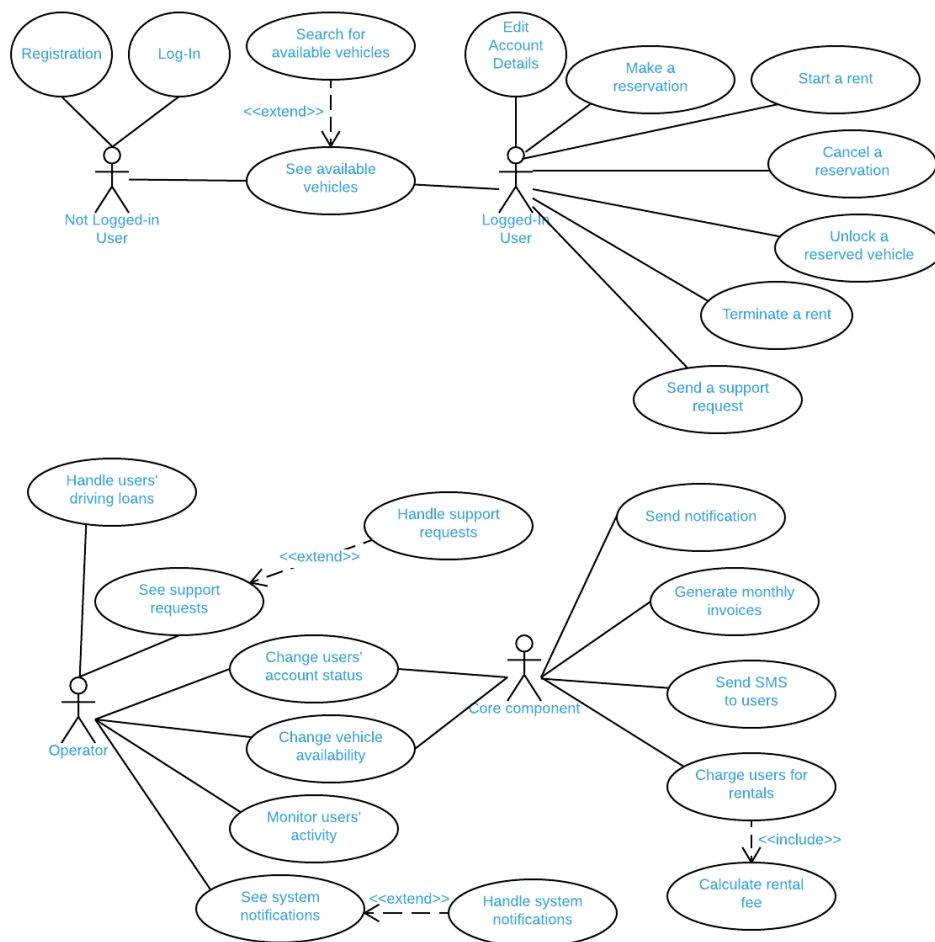 Registration
Log-In
Search for
available vehicles
Edit
Account
Details
Make a
reservation
Start a rent
<<extend>>
Cancel a
reservation
See available
vehicles
Not Logged-in
User
Logged-In
User
Unlock a
reserved vehicle
Terminate a rent
Send a support
request
Handle users'
driving loans
Handle support
requests
Send notification
<<extend>>
See support
requests
Generate monthly
invoices
Change users'
account status
Send SMS
to users
Core component
Operator
Change vehicle
availability
Charge users for
rentals
Monitor users'
activity
<<include>>
See system
notifications
<<extend>>
Handle system
notifications
Calculate rental
fee